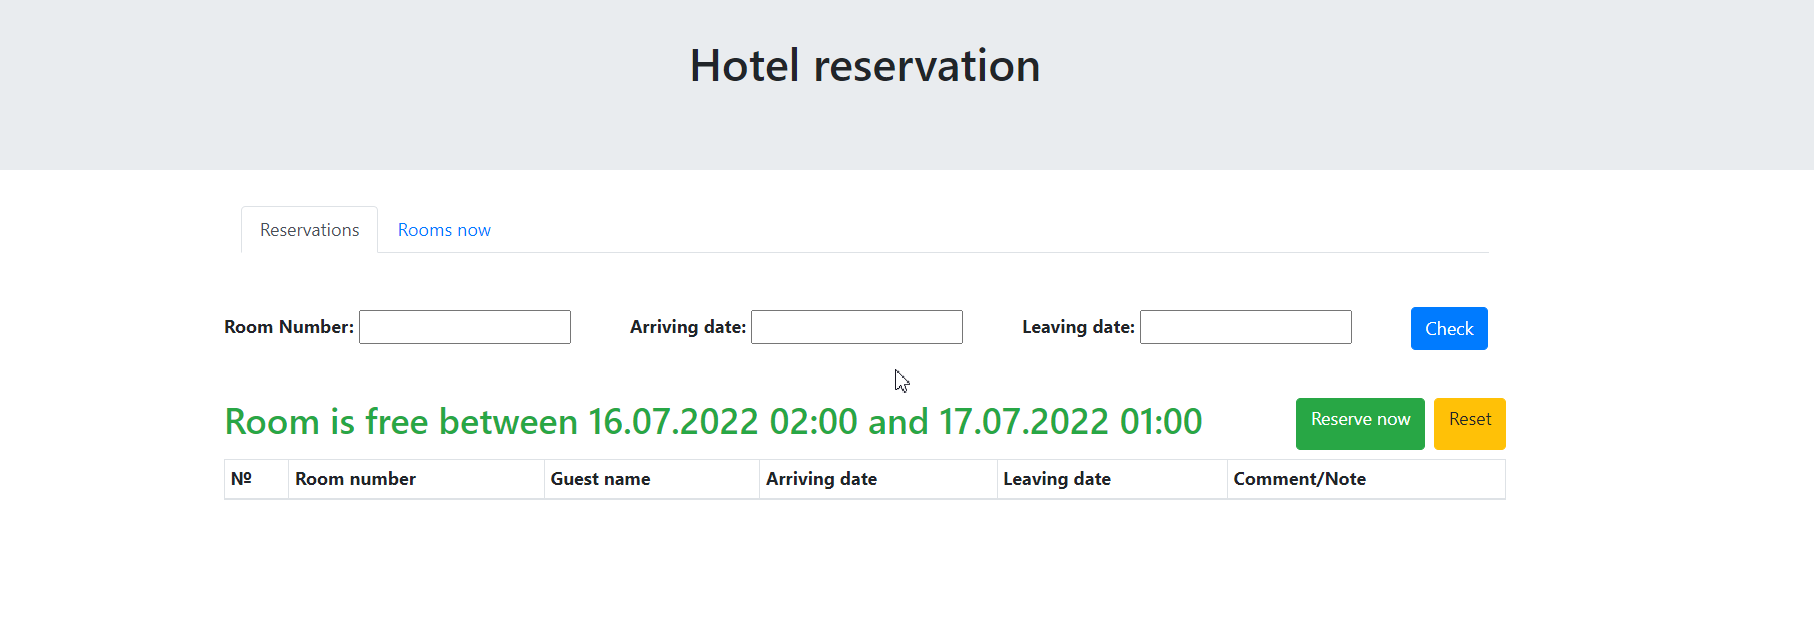 Hotel reservation
Reservations Rooms now
Room Number: Arriving date: Leaving date: Check
Room is free between 16.07.2022 02:00 and 17.07.2022 01:00 Reserve now Reset
Nº Room number Guest name Arriving date Leaving date Comment/Note